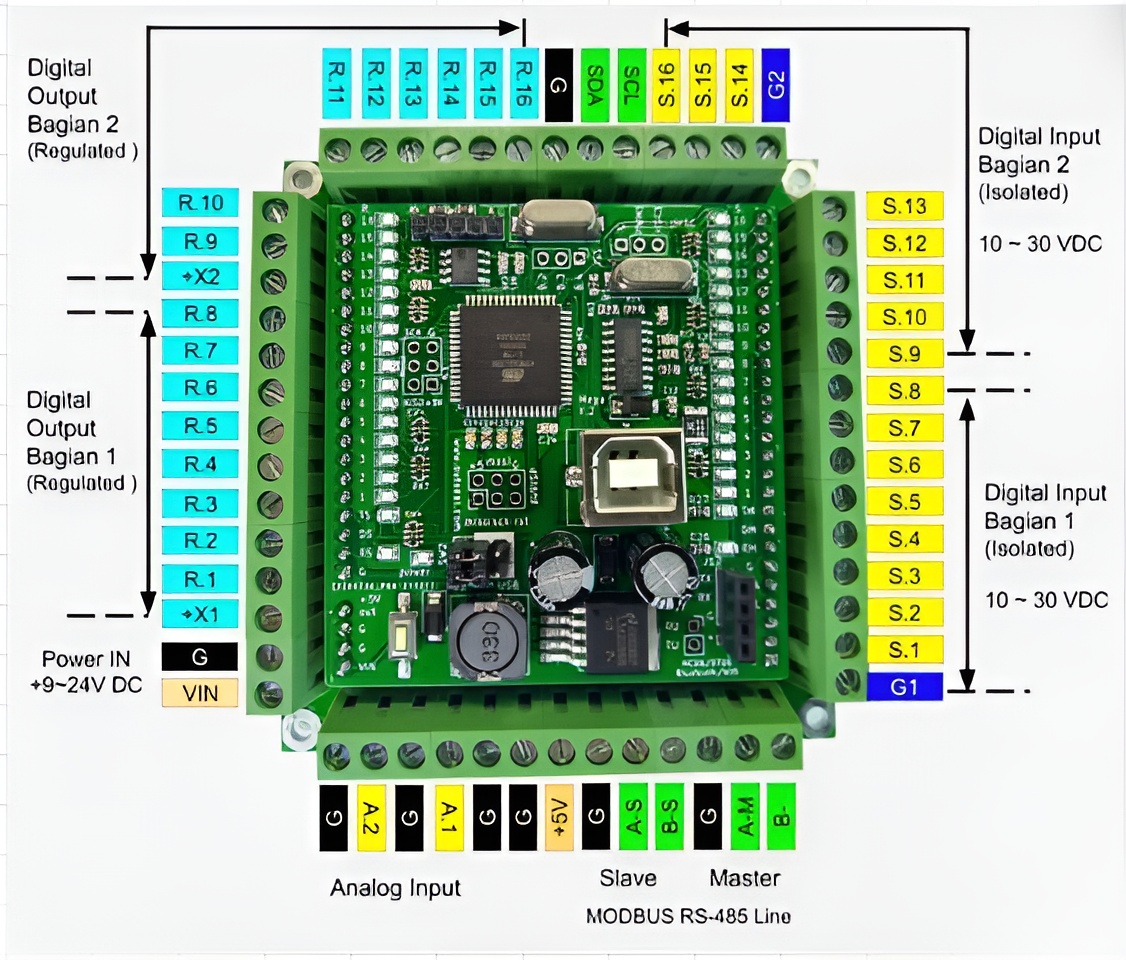 Digital
Output
Bagian 2
(Regulated )
R.11
R.12
R.13
R.14
R.15
R.16
G
SDA
SCL
S.16
S.15
S.14
G2
Digital Input
Bagian 2
(Isolated)
10 ~ 30 VDC
R.10
R.9
+X2
R.8
R.7
R.6
R.5
R.4
R.3
R.2
R.1
+X1
G
VIN
Digital
Output
Bagian 1
(Regulated )
Power IN
+9~24V DC
S.13
S.12
S.11
S.10
S.9
S.8
S.7
S.6
S.5
S.4
S.3
S.2
S.1
G1
Digital Input
Bagian 1
(Isolated)
10 ~ 30 VDC
330
G
A.2
G
A.1
G
G
+5V
G
A-S
B-S
G
A-M
B-
Analog Input
Slave
Master
MODBUS RS-485 Line